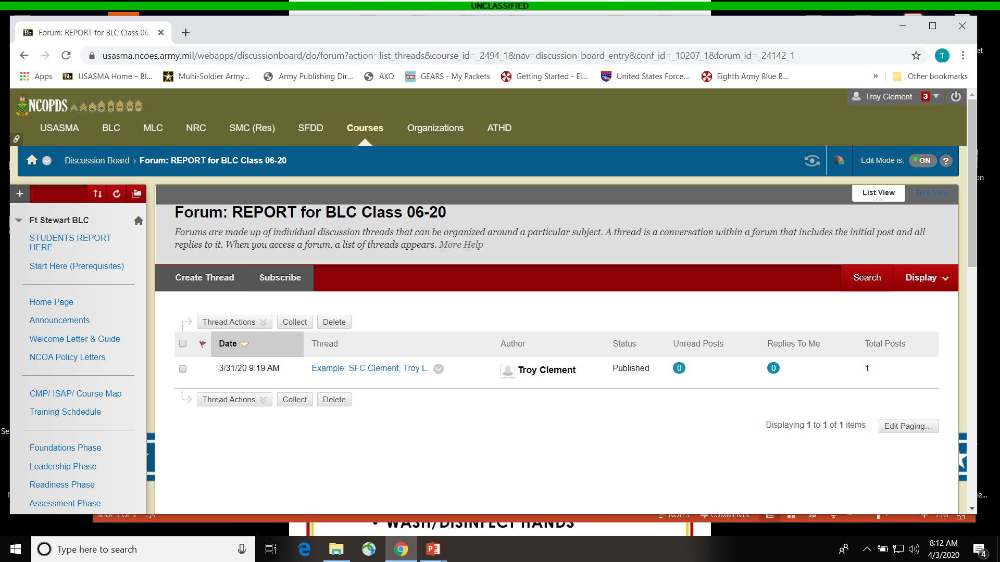 UNCLASSIFIED
Forum: REPORT for BLC Class 06-
usasma.ncoes.army.mil/webapps/discussionboard/do/forum?action=list_threads&course_id=_2494_1&nav=discussion_board_entry&conf_id=_10207_1&forum_id=_24142_1
T
Apps USASMA Home – Bl... Multi-Soldier Army... Army Publishing Dir... AKO GEARS - My Packets Getting Started - Ei... United States Force... Eighth Army Blue B... » Other bookmarks
NCOPDS
Troy Clement 3
USASMA BLC MLC NRC SMC (Res) SFDD Courses Organizations ATHD
Discussion Board › Forum: REPORT for BLC Class 06-20
Edit Mode is: ON ?
List View Tree View
Ft Stewart BLC
STUDENTS REPORT
HERE
Start Here (Prerequisites)
Home Page
Announcements
Welcome Letter & Guide
NCOA Policy Letters
CMP/ ISAP/ Course Map
Training Schdedule
Foundations Phase
Leadership Phase
Readiness Phase
Assessment Phase
Forum: REPORT for BLC Class 06-20
Forums are made up of individual discussion threads that can be organized around a particular subject. A thread is a conversation within a forum that includes the initial post and all
replies to it. When you access a forum, a list of threads appears. More Help
Create Thread Subscribe Search Display
Thread Actions Collect Delete
Date Thread Author Status Unread Posts Replies To Me Total Posts
3/31/20 9:19 AM Example: SFC Clement, Troy L. Troy Clement Published 0 0 1
Thread Actions Collect Delete
Displaying 1 to 1 of 1 items Edit Paging...
SLIDE 5 OF 5 NOTES COMMENTS 75%
• WASH/DISINFECT HANDS
Type here to search
8:12 AM
4/3/2020
4